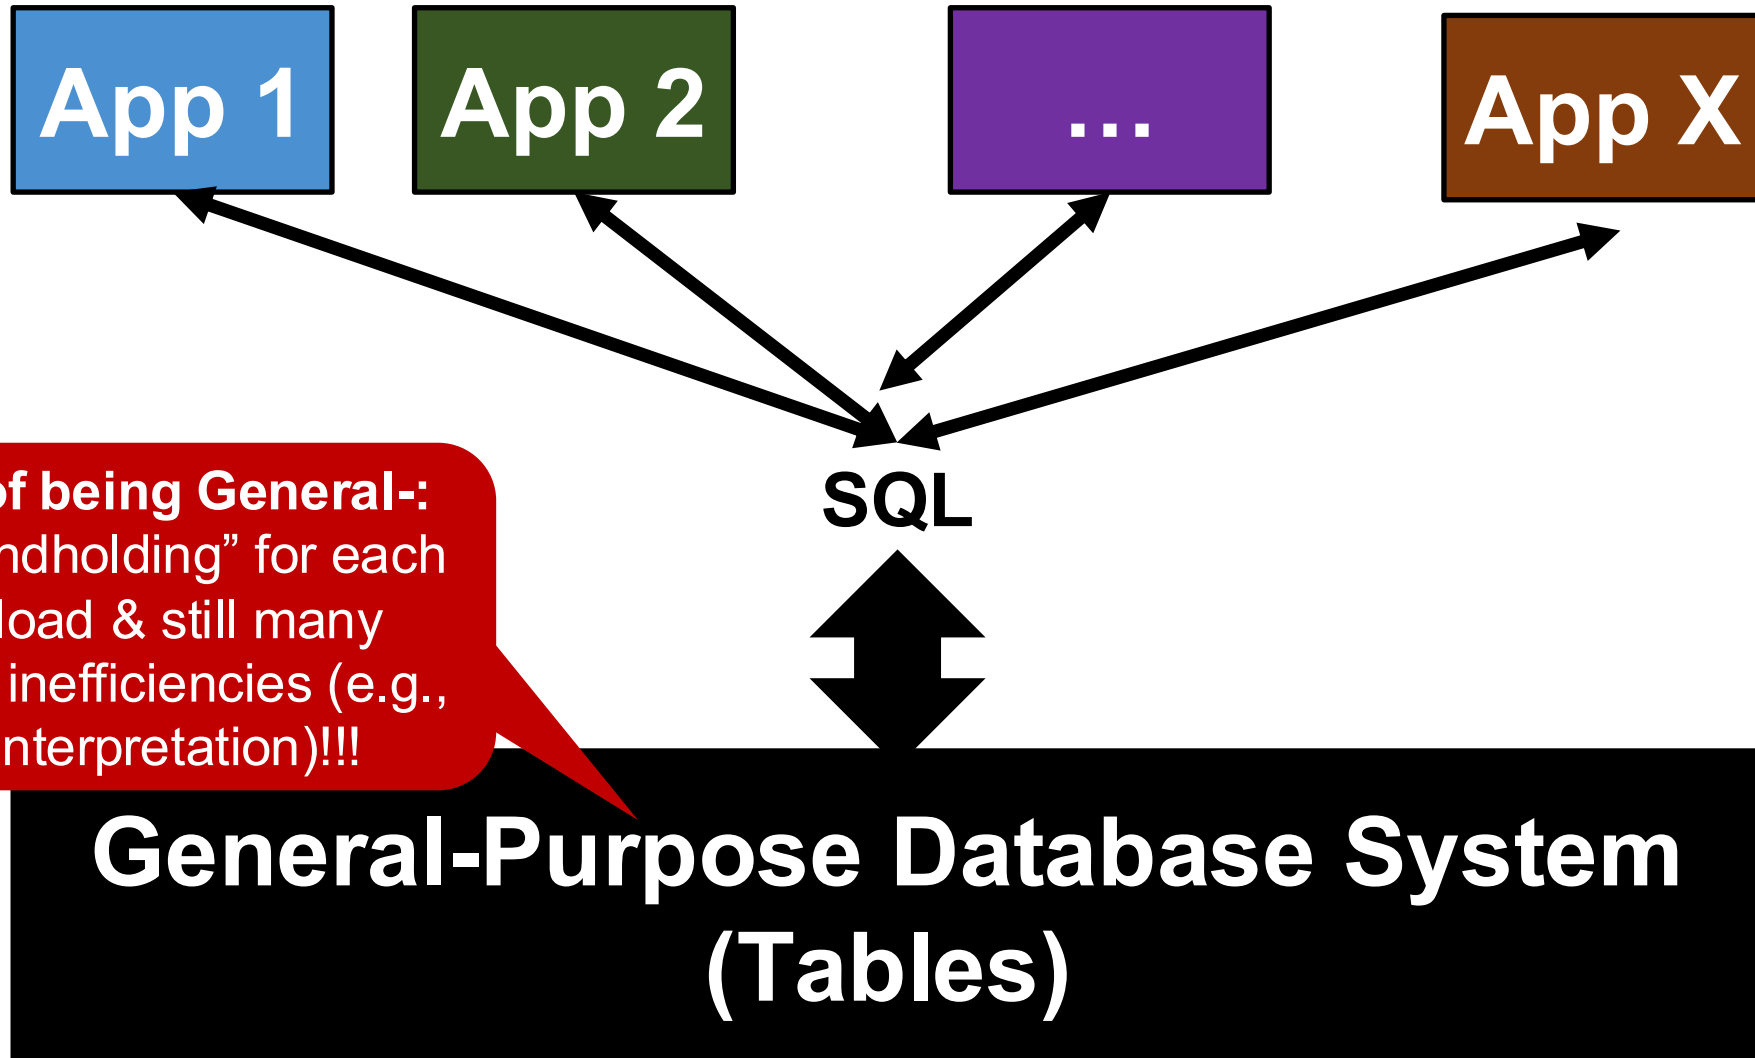 App 1
App 2
...
App X
of being General-:
ndholding” for each
load & still many
inefficiencies (e.g.,
nterpretation)!!!
SQL
General-Purpose Database System
(Tables)